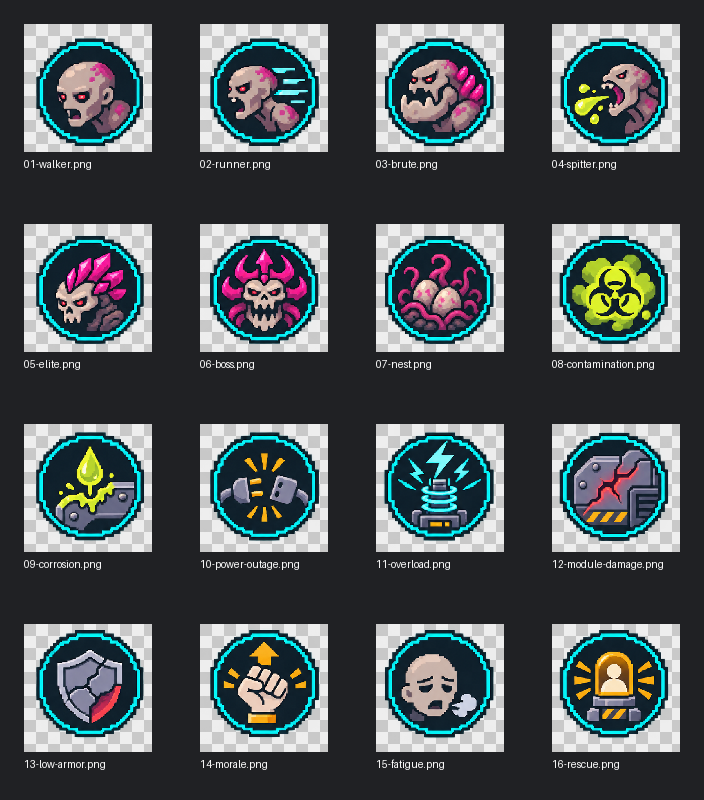 01-walker.png
02-runner.png
03-brute.png
04-spitter.png
05-elite.png
06-boss.png
07-nest.png
08-contamination.png
09-corrosion.png
10-power-outage.png
11-overload.png
12-module-damage.png
13-low-armor.png
14-morale.png
15-fatigue.png
16-rescue.png